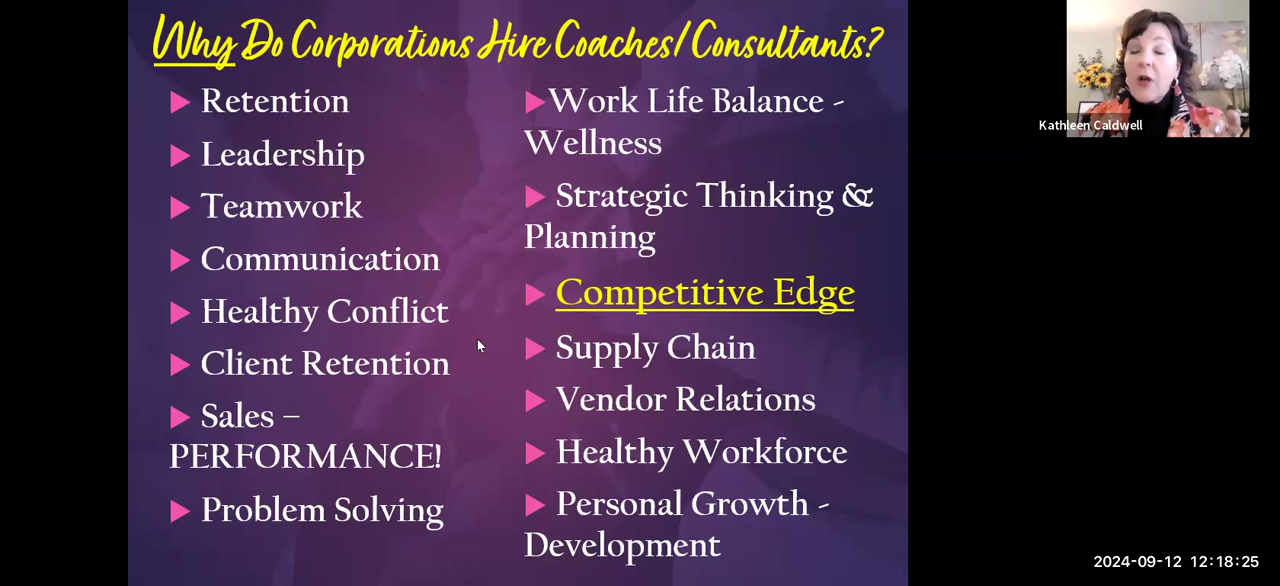 Why Do Corporations Hire Coaches/Consultants?
Retention
Leadership
Teamwork
Communication
Healthy Conflict
Client Retention
Sales –
PERFORMANCE!
Problem Solving
Work Life Balance -
Wellness
Strategic Thinking &
Planning
Competitive Edge
Supply Chain
Vendor Relations
Healthy Workforce
Personal Growth -
Development
Kathleen Caldwell
2024-09-12 12:18:25